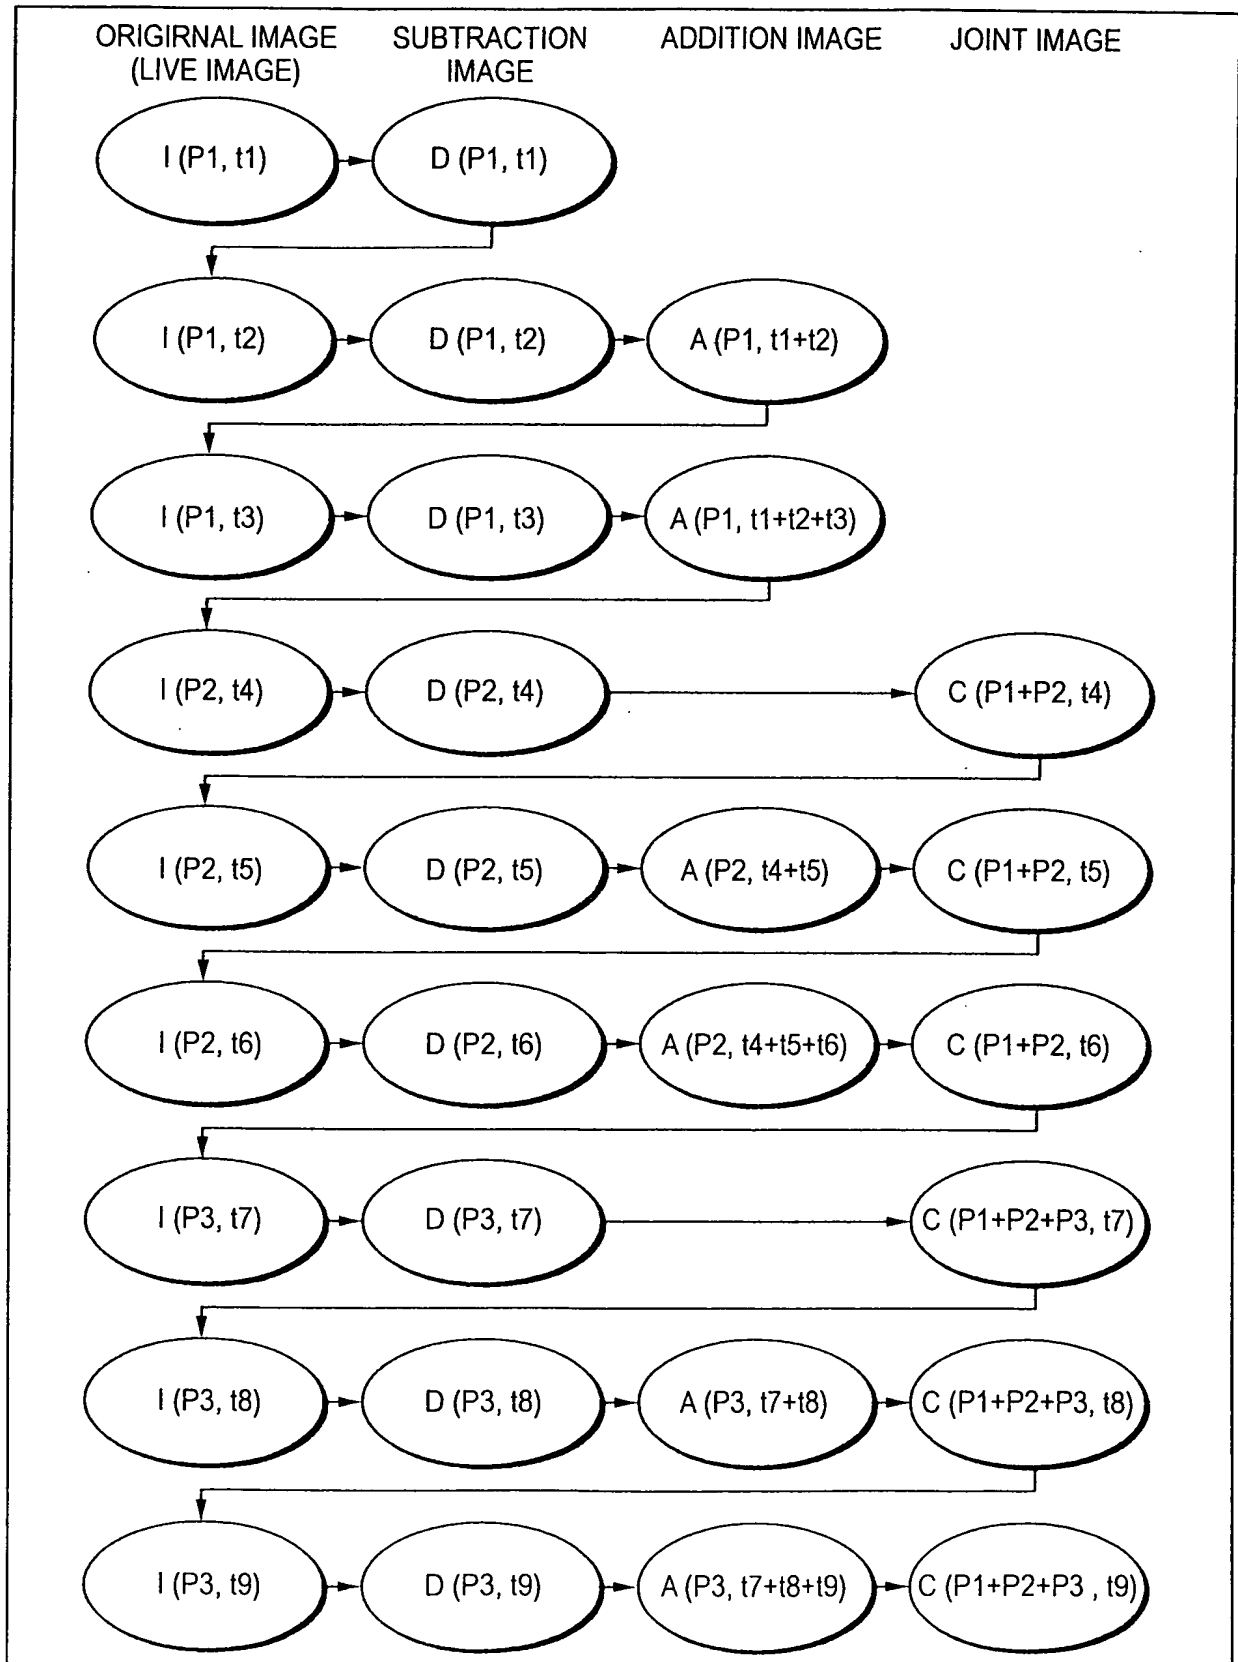 ORIGIRNAL IMAGE
(LIVE IMAGE)
SUBTRACTION
IMAGE
ADDITION IMAGE
JOINT IMAGE
I (P1, t1)
D (P1, t1)
I (P1, t2)
D (P1, t2)
A (P1, t1+t2)
I (P1, t3)
D (P1, t3)
A (P1, t1+t2+t3)
I (P2, t4)
D (P2, t4)
C (P1+P2, t4)
I (P2, t5)
D (P2, t5)
A (P2, t4+t5)
C (P1+P2, t5)
I (P2, t6)
D (P2, t6)
A (P2, t4+t5+t6)
C (P1+P2, t6)
I (P3, t7)
D (P3, t7)
C (P1+P2+P3, t7)
I (P3, t8)
D (P3, t8)
A (P3, t7+t8)
C (P1+P2+P3, t8)
I (P3, t9)
D (P3, t9)
A (P3, t7+t8+t9)
C (P1+P2+P3 , t9)